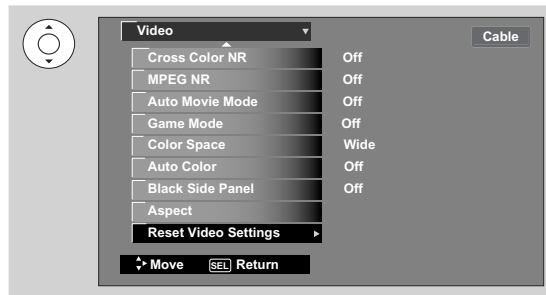 Video
Cable
Cross Color NR Off
MPEG NR Off
Auto Movie Mode Off
Game Mode Off
Color Space Wide
Auto Color Off
Black Side Panel Off
Aspect
Reset Video Settings
Move SEL Return